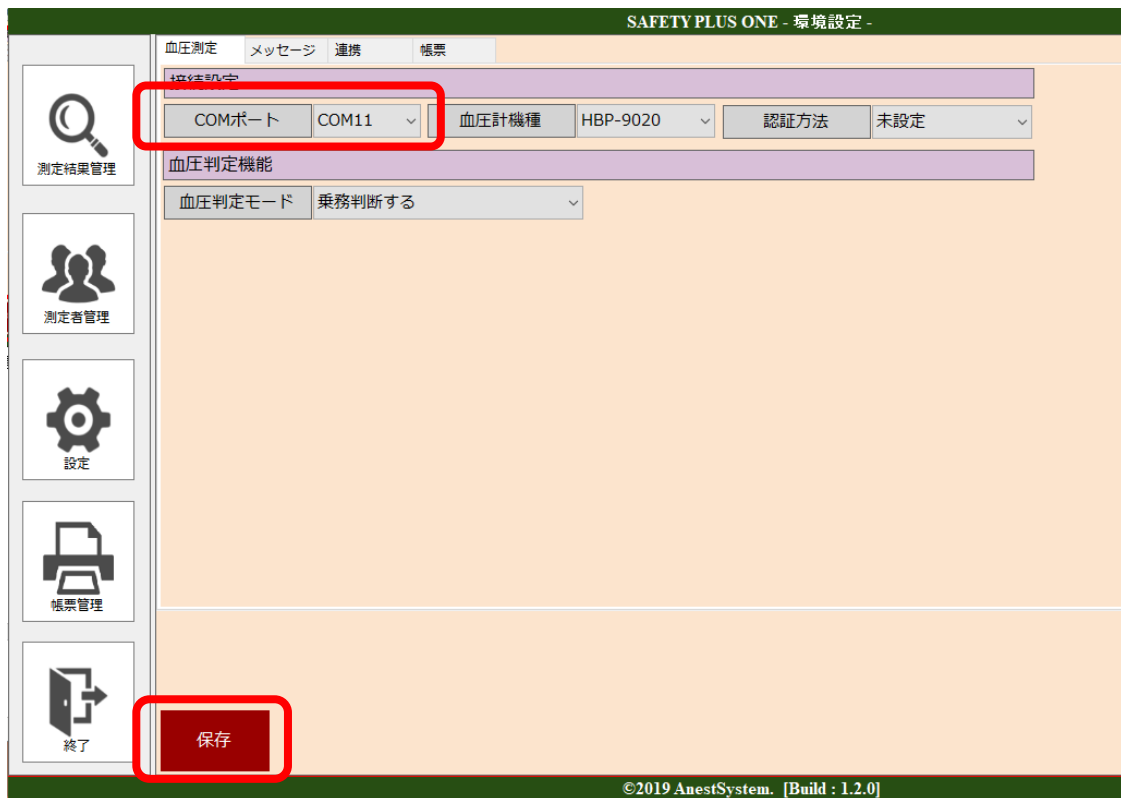 SAFETY PLUS ONE - 環境設定 -
血圧測定 メッセージ 連携 帳票
接続設定
COMポート COM11 血圧計機種 HBP-9020 認証方法 未設定
血圧判定機能
血圧判定モード 乗務判断する
測定結果管理
測定者管理
設定
帳票管理
終了
保存
©2019 AnestSystem. [Build : 1.2.0]